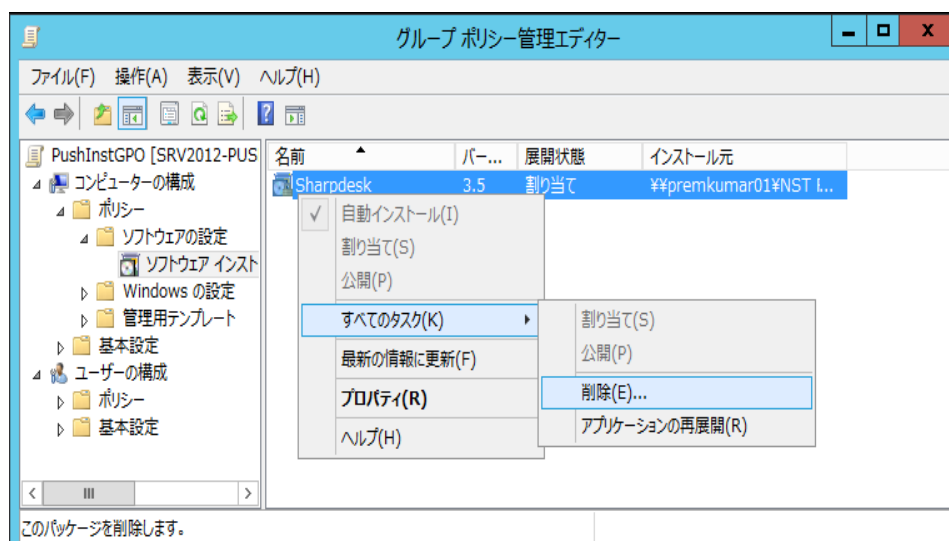 グループ ポリシー管理エディター
ファイル(F) 操作(A) 表示(V) ヘルプ(H)
PushInstGPO [SRV2012-PUS
コンピューターの構成
ポリシー
ソフトウェアの設定
ソフトウェア インスト
Windows の設定
管理用テンプレート
基本設定
ユーザーの構成
ポリシー
基本設定
名前 バー... 展開状態 インストール元
Sharpdesk 3.5 割り当て ¥¥premkumar01¥NST
自動インストール(I)
割り当て(S)
公開(P)
すべてのタスク(K)
最新の情報に更新(F)
プロパティ(R)
ヘルプ(H)
割り当て(S)
公開(P)
削除(E)...
アプリケーションの再展開(R)
このパッケージを削除します。